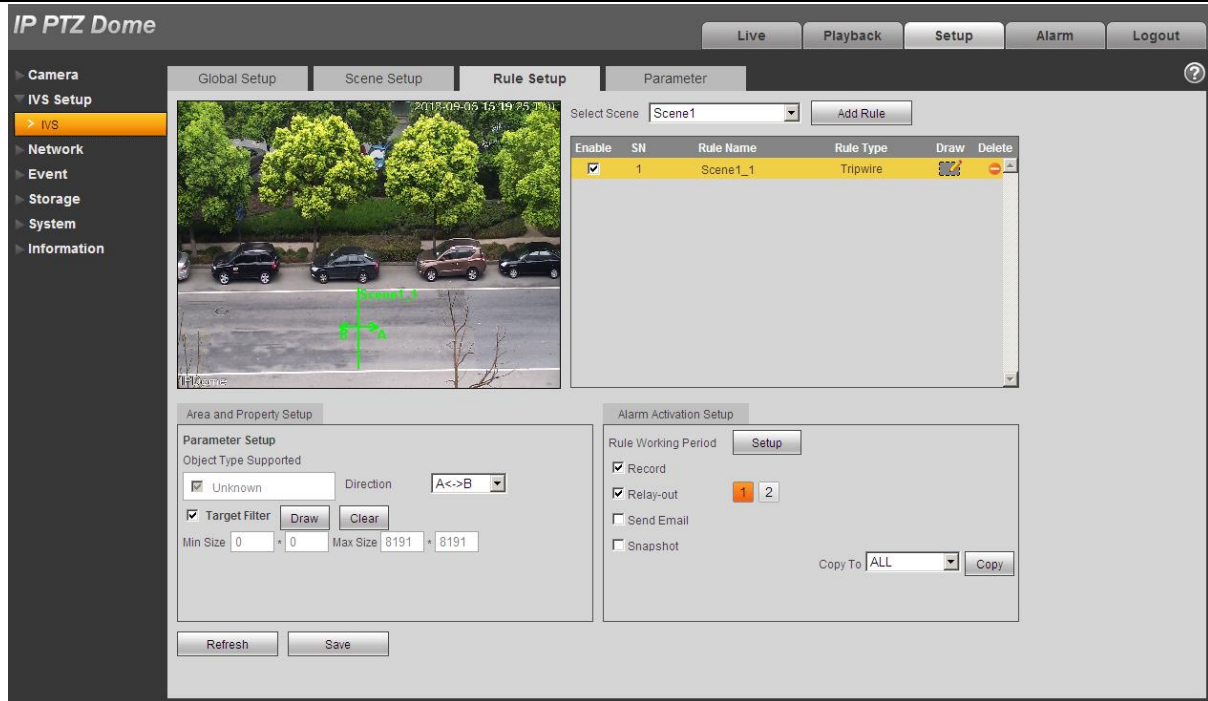 IP PTZ Dome
Live Playback Setup Alarm Logout
Camera
IVS Setup
> IVS
Network
Event
Storage
System
Information
Global Setup Scene Setup Rule Setup Parameter
?
Select Scene Scene1 Add Rule
Enable SN Rule Name Rule Type Draw Delete
1 Scene1_1 Tripwire
Scene1_1
B A
Area and Property Setup
Parameter Setup
Object Type Supported
Unknown Direction A<->B
Target Filter Draw Clear
Min Size 0 * 0 Max Size 8191 * 8191
Alarm Activation Setup
Rule Working Period Setup
Record
Relay-out 1 2
Send Email
Snapshot
Copy To ALL Copy
Refresh Save